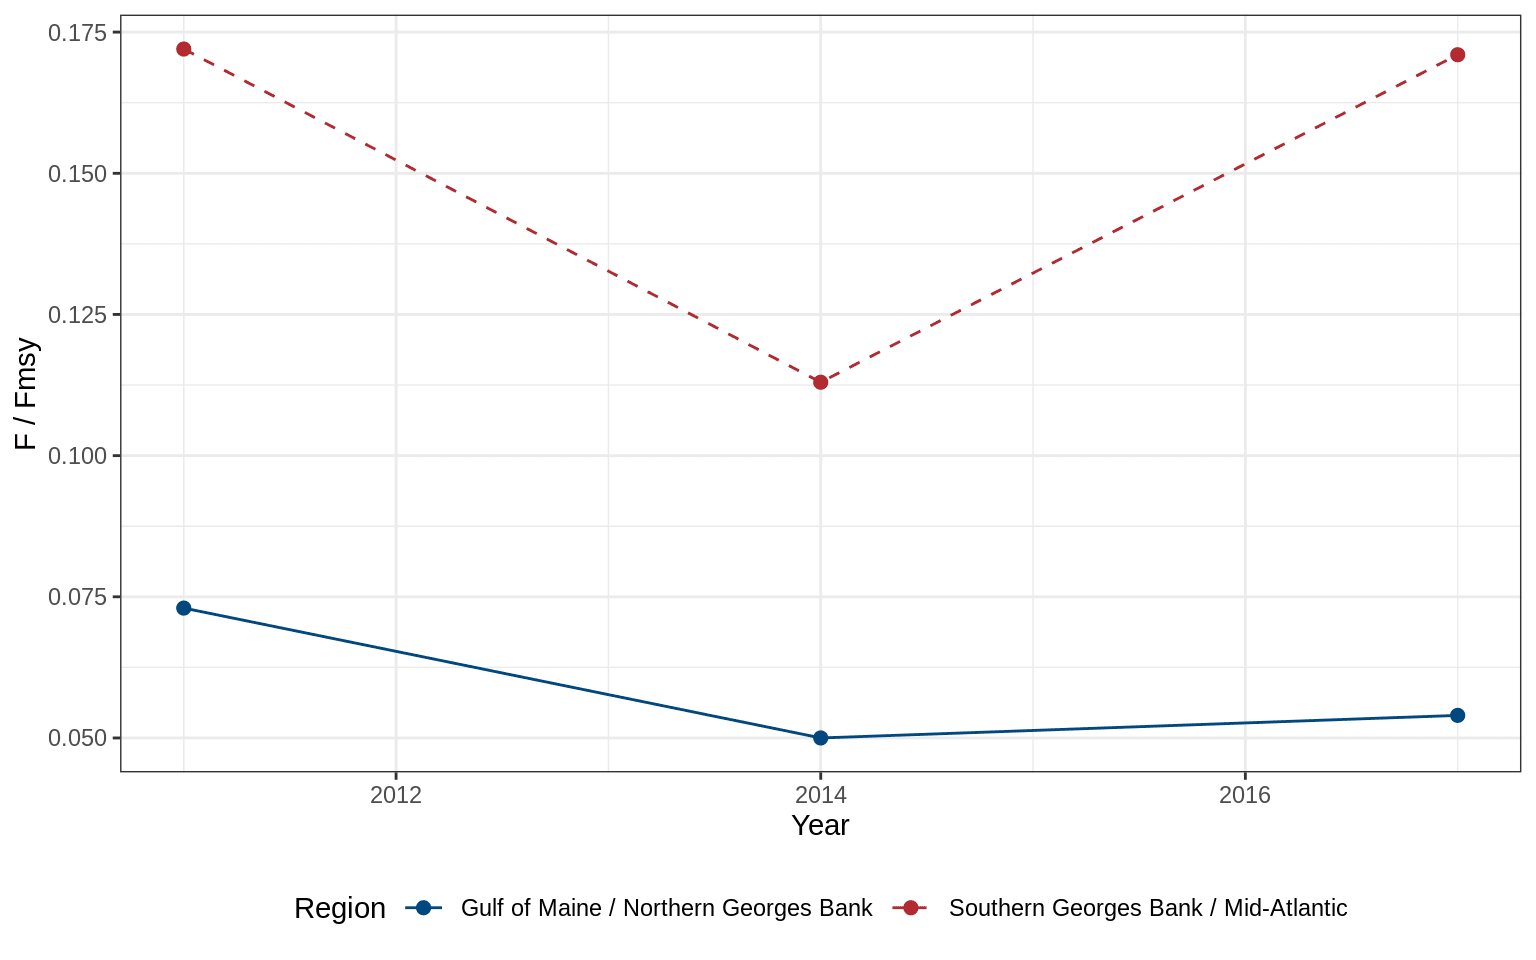 0.175
0.150
0.125
0.100
0.075
0.050
F / Fmsy
2012 2014 2016
Year
Region Gulf of Maine / Northern Georges Bank Southern Georges Bank / Mid-Atlantic